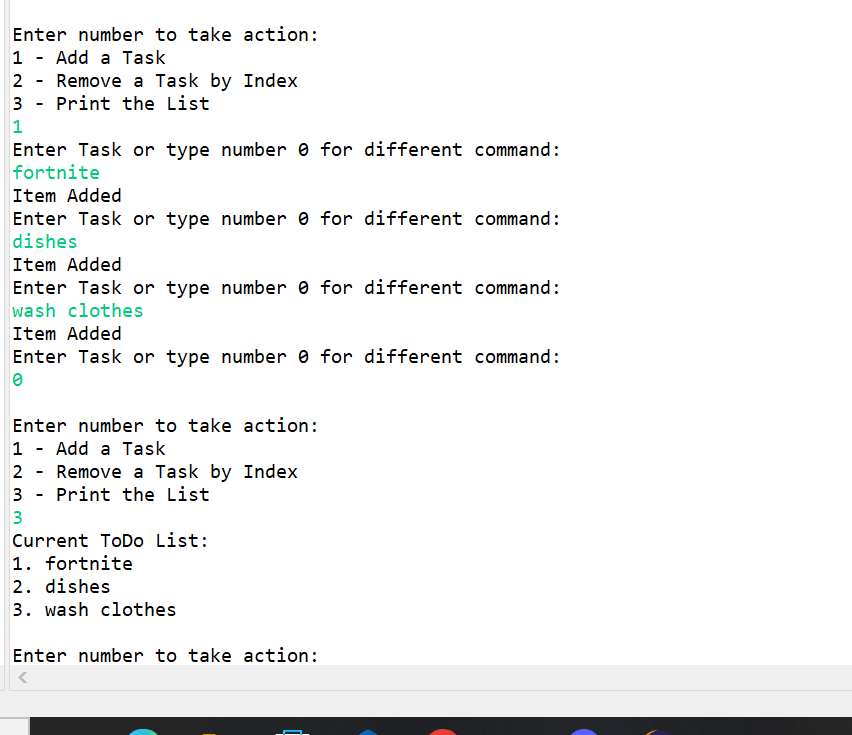 Enter number to take action:
1 - Add a Task
2 - Remove a Task by Index
3 - Print the List
1
Enter Task or type number 0 for different command:
fortnite
Item Added
Enter Task or type number 0 for different command:
dishes
Item Added
Enter Task or type number 0 for different command:
wash clothes
Item Added
Enter Task or type number 0 for different command:
0
Enter number to take action:
1 - Add a Task
2 - Remove a Task by Index
3 - Print the List
3
Current ToDo List:
1. fortnite
2. dishes
3. wash clothes
Enter number to take action: